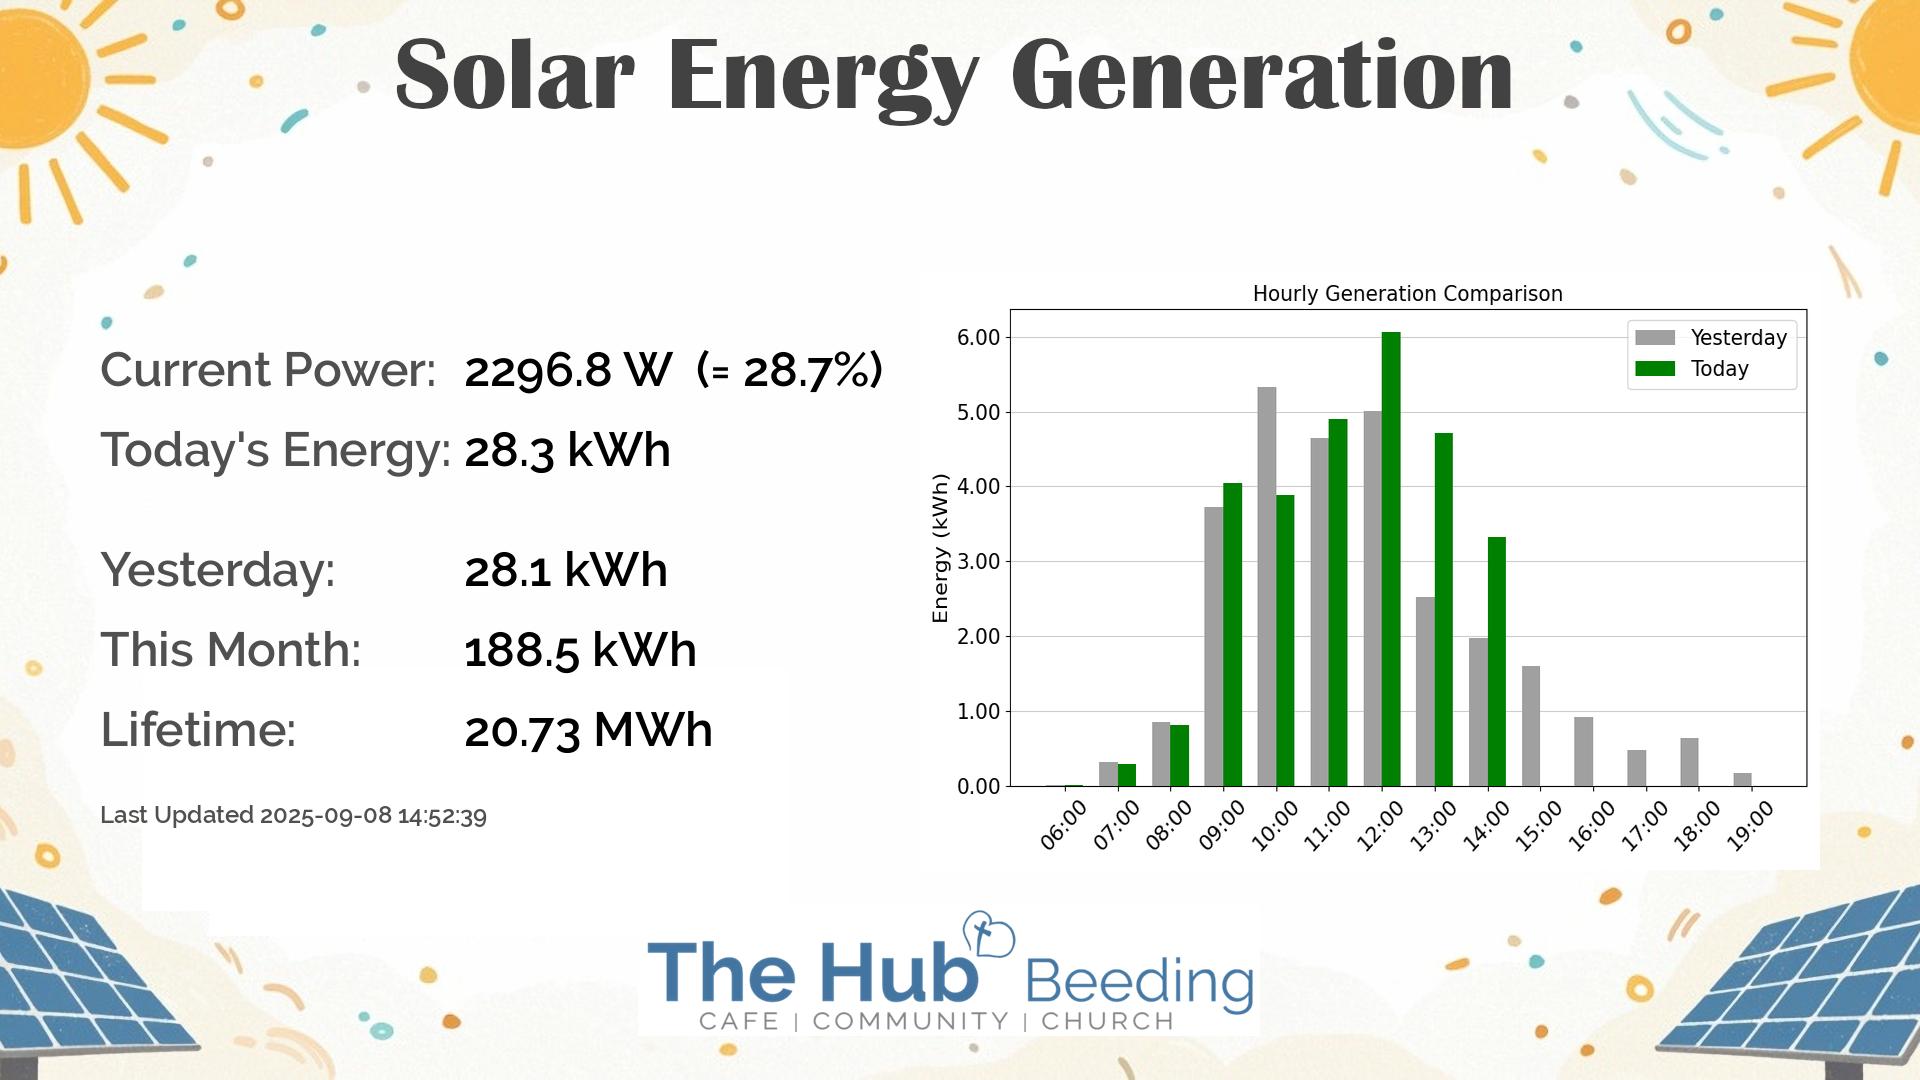 Solar Energy Generation
Current Power: 2296.8 W (= 28.7%)
Today's Energy: 28.3 kWh
Yesterday: 28.1 kWh
This Month: 188.5 kWh
Lifetime: 20.73 MWh
Last Updated 2025-09-08 14:52:39
Hourly Generation Comparison
Yesterday
Today
Energy (kWh)
6.00
5.00
4.00
3.00
2.00
1.00
0.00
06:00 07:00 08:00 09:00 10:00 11:00 12:00 13:00 14:00 15:00 16:00 17:00 18:00 19:00
The Hub Beeding
CAFE | COMMUNITY | CHURCH